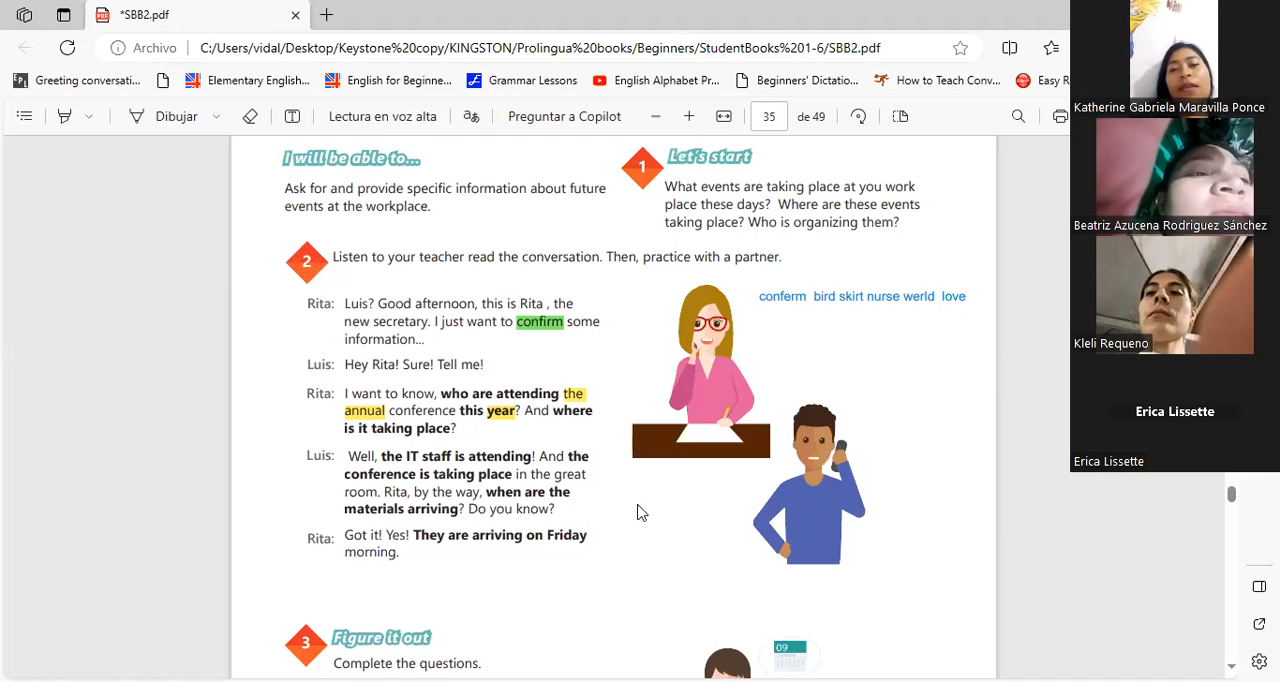 *SBB2.pdf
Archivo
C:/Users/vidal/Desktop/Keystone%20copy/KINGSTON/Prolingua%20books/Beginners/StudentBooks%201-6/SBB2.pdf
Greeting conversati...
Elementary English...
English for Beginne...
Grammar Lessons
English Alphabet Pr...
Beginners' Dictatio...
How to Teach Conv...
Easy R
Dibujar
Lectura en voz alta
Preguntar a Copilot
35
de 49
I will be able to...
Ask for and provide specific information about future
events at the workplace.
1
Let's start
What events are taking place at you work
place these days? Where are these events
taking place? Who is organizing them?
2
Listen to your teacher read the conversation. Then, practice with a partner.
Rita: Luis? Good afternoon, this is Rita , the
new secretary. I just want to confirm some
information...
Luis: Hey Rita! Sure! Tell me!
Rita: I want to know, who are attending the
annual conference this year? And where
is it taking place?
Luis: Well, the IT staff is attending! And the
conference is taking place in the great
room. Rita, by the way, when are the
materials arriving? Do you know?
Rita: Got it! Yes! They are arriving on Friday
morning.
conferm bird skirt nurse werld love
3
Figure it out
Complete the questions.
09
Katherine Gabriela Maravilla Ponce
Beatriz Azucena Rodriguez Sánchez
Kleli Requeno
Erica Lissette
Erica Lissette